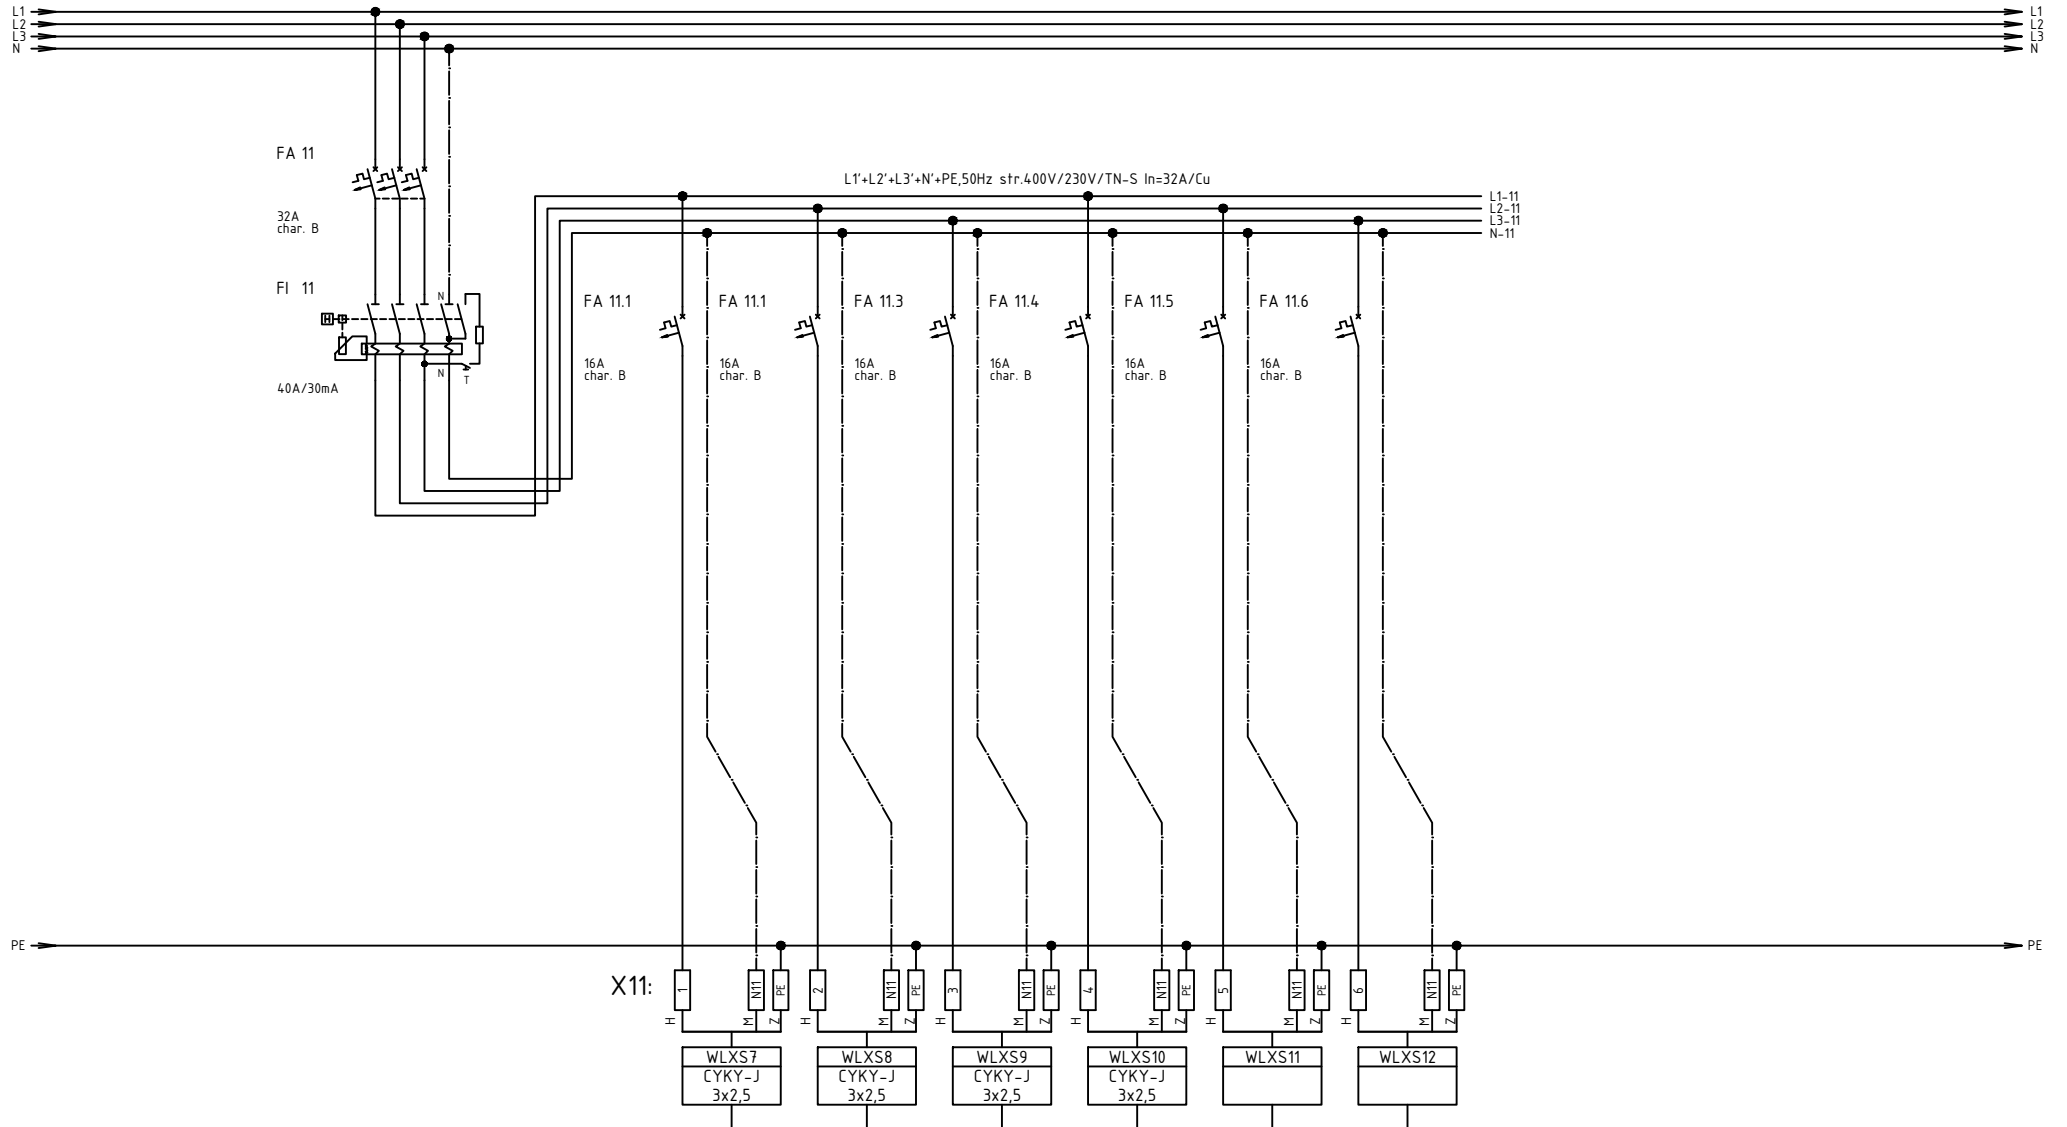 L1 L1
L2 L2
L3 L3
N N
FA 11
32A
char. B
FI 11
40A/30mA
N
N
T
L1'+L2'+L3'+N'+PE,50Hz str.400V/230V/TN-S In=32A/Cu
L1-11
L2-11
L3-11
N-11
FA 11.1 FA 11.1 FA 11.3 FA 11.4 FA 11.5 FA 11.6
16A 16A 16A 16A 16A 16A
char. B char. B char. B char. B char. B char. B
PE PE
X11: 1 N11 PE 2 N11 PE 3 N11 PE 4 N11 PE 5 N11 PE 6 N11 PE
H M Z H M Z H M Z H M Z H M Z H M Z
WLXS7 WLXS8 WLXS9 WLXS10 WLXS11 WLXS12
CYKY-J CYKY-J CYKY-J CYKY-J
3x2,5 3x2,5 3x2,5 3x2,5